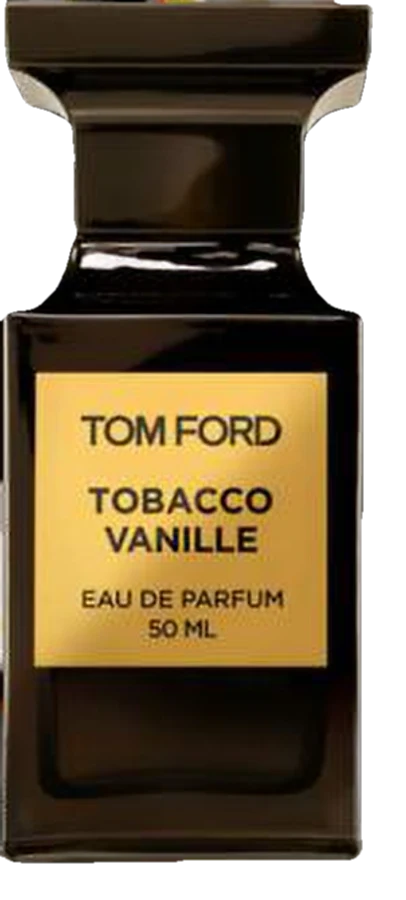 TOM FORD
TOBACCO
VANILLE
EAU DE PARFUM
50 ML